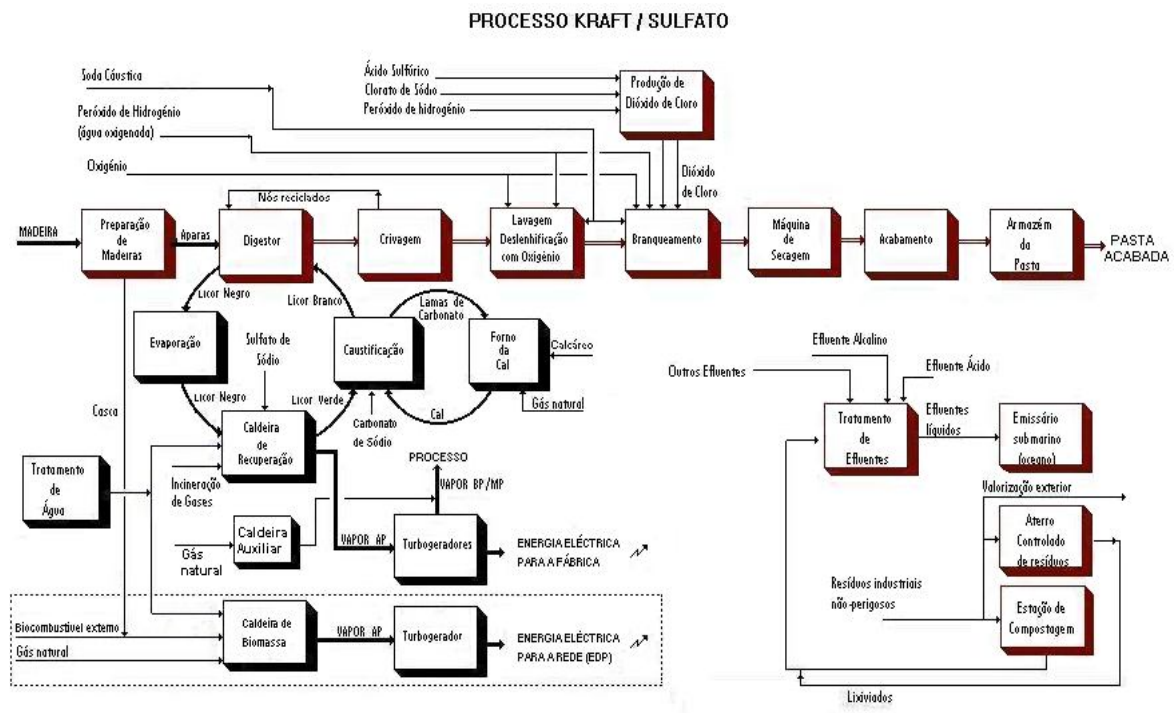 PROCESSO KRAFT / SULFATO
Soda Cáustica
Ácido Sulfúrico
Clorato de Sódio
Peróxido de hidrogénio
Produção de
Dióxido de Cloro
Peróxido de Hidrogénio
(água oxigenada)
Oxigénio
Dióxido
de Cloro
Nós reciclados
MADEIRA
Preparação
de
Madeiras
Aparas
Digestor
Crivagem
Lavagem
Deslenhificação
com Oxigénio
Branqueamento
Máquina
de
Secagem
Acabamento
Armazém
da
Pasta
PASTA
ACABADA
Licor Negro
Licor Branco
Lamas de
Carbonato
Evaporação
Sulfato de
Sódio
Caustificação
Forno
da
Cal
Calcáreo
Gás natural
Licor Negro
Licor Verde
Cal
Carbonato
de Sódio
Casca
Caldeira
de
Recuperação
Tratamento
de
Água
Incineração
de Gases
PROCESSO
VAPOR BP/MP
Caldeira
Auxiliar
Gás
natural
VAPOR AP
Turbogeradores
ENERGIA ELÉCTRICA
PARA A FÁBRICA
Biocombustível externo
Gás natural
Caldeira de
Biomassa
VAPOR AP
Turbogerador
ENERGIA ELÉCTRICA
PARA A REDE (EDP)
Efluente Alcalino
Outros Efluentes
Efluente Ácido
Tratamento
de
Efluentes
Efluentes
líquidos
Emissário
submarino
(oceano)
Valorização exterior
Aterro
Controlado
de resíduos
Resíduos industriais
não-perigosos
Estação de
Compostagem
Lixiviados